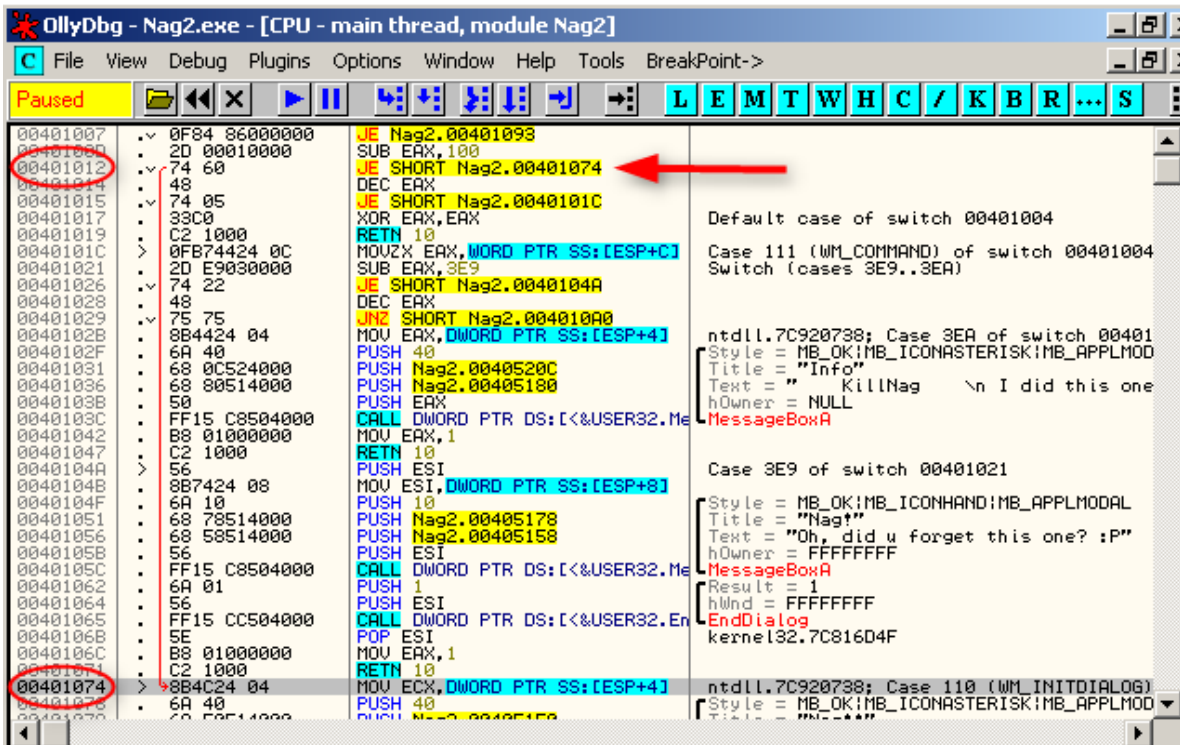 OllyDbg - Nag2.exe - [CPU - main thread, module Nag2]
C File View Debug Plugins Options Window Help Tools BreakPoint->
Paused L E M T W H C / K B R ... S
00401007 . 0F84 86000000 JE Nag2.00401093
0040100D . 2D 00010000 SUB EAX,100
00401012 . 74 60 JE SHORT Nag2.00401074
00401014 . 48 DEC EAX
00401015 . 74 05 JE SHORT Nag2.0040101C
00401017 . 33C0 XOR EAX,EAX Default case of switch 00401004
00401019 . C2 1000 RETN 10
0040101C > 0FB74424 0C MOVZX EAX,WORD PTR SS:[ESP+C] Case 111 (WM_COMMAND) of switch 00401004
00401021 . 2D E9030000 SUB EAX,3E9 Switch (cases 3E9..3EA)
00401026 . 74 22 JE SHORT Nag2.0040104A
00401028 . 48 DEC EAX
00401029 . 75 75 JNZ SHORT Nag2.004010A0
0040102B . 8B4424 04 MOV EAX,DWORD PTR SS:[ESP+4] ntdll.7C920738; Case 3EA of switch 00401
0040102F . 6A 40 PUSH 40 Style = MB_OK|MB_ICONASTERISK|MB_APPLMOD
00401031 . 68 0C524000 PUSH Nag2.0040520C Title = "Info"
00401036 . 68 80514000 PUSH Nag2.00405180 Text = " KillNag \n I did this one
0040103B . 50 PUSH EAX hOwner = NULL
0040103C . FF15 C8504000 CALL DWORD PTR DS:[<&USER32.Me MessageBoxA
00401042 . B8 01000000 MOV EAX,1
00401047 . C2 1000 RETN 10
0040104A > 56 PUSH ESI Case 3E9 of switch 00401021
0040104B . 8B7424 08 MOV ESI,DWORD PTR SS:[ESP+8]
0040104F . 6A 10 PUSH 10 Style = MB_OK|MB_ICONHAND|MB_APPLMODAL
00401051 . 68 78514000 PUSH Nag2.00405178 Title = "Nag!"
00401056 . 68 58514000 PUSH Nag2.00405158 Text = "Oh, did u forget this one? :P"
0040105B . 56 PUSH ESI hOwner = FFFFFFFF
0040105C . FF15 C8504000 CALL DWORD PTR DS:[<&USER32.Me MessageBoxA
00401062 . 6A 01 PUSH 1 Result = 1
00401064 . 56 PUSH ESI hWnd = FFFFFFFF
00401065 . FF15 CC504000 CALL DWORD PTR DS:[<&USER32.En EndDialog
0040106B . 5E POP ESI kernel32.7C816D4F
0040106C . B8 01000000 MOV EAX,1
00401071 . C2 1000 RETN 10
00401074 > 8B4C24 04 MOV ECX,DWORD PTR SS:[ESP+4] ntdll.7C920738; Case 110 (WM_INITDIALOG)
00401078 . 6A 40 PUSH 40 Style = MB_OK|MB_ICONASTERISK|MB_APPLMOD